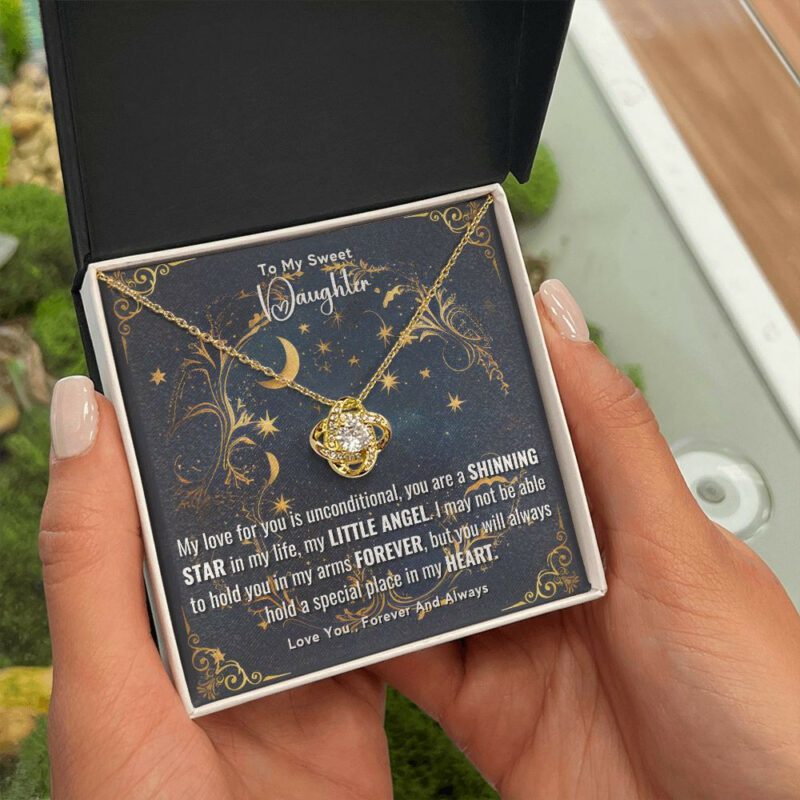 To My Sweet
Daughter
My love for you is unconditional, you are a SHINNING
STAR in my life, my LITTLE ANGEL. I may not be able
to hold you in my arms FOREVER, but you will always
hold a special place in my HEART.
Love You , Forever And Always